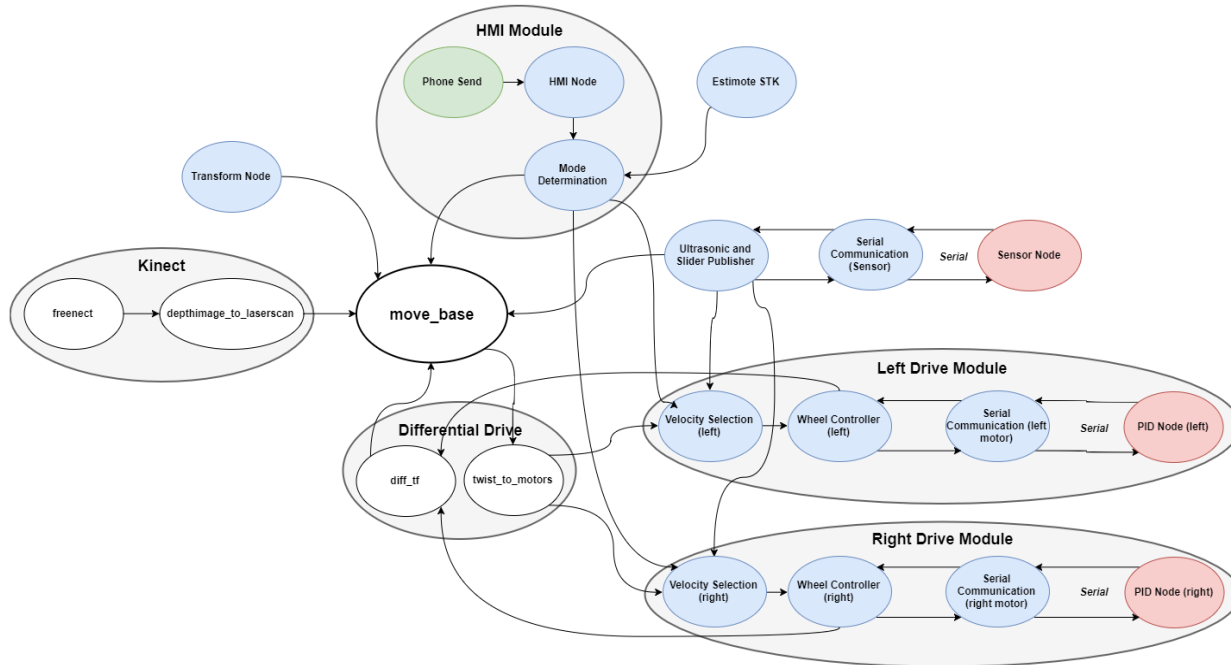 HMI Module
Phone Send
HMI Node
Estimote STK
Mode
Determination
Transform Node
Ultrasonic and
Slider Publisher
Serial
Communication
(Sensor)
Serial
Sensor Node
Kinect
freenect
depthimage_to_laserscan
move_base
Left Drive Module
Velocity Selection
(left)
Wheel Controller
(left)
Serial
Communication (left
motor)
Serial
PID Node (left)
Differential Drive
diff_tf
twist_to_motors
Right Drive Module
Velocity Selection
(right)
Wheel Controller
(right)
Serial
Communication
(right motor)
Serial
PID Node (right)